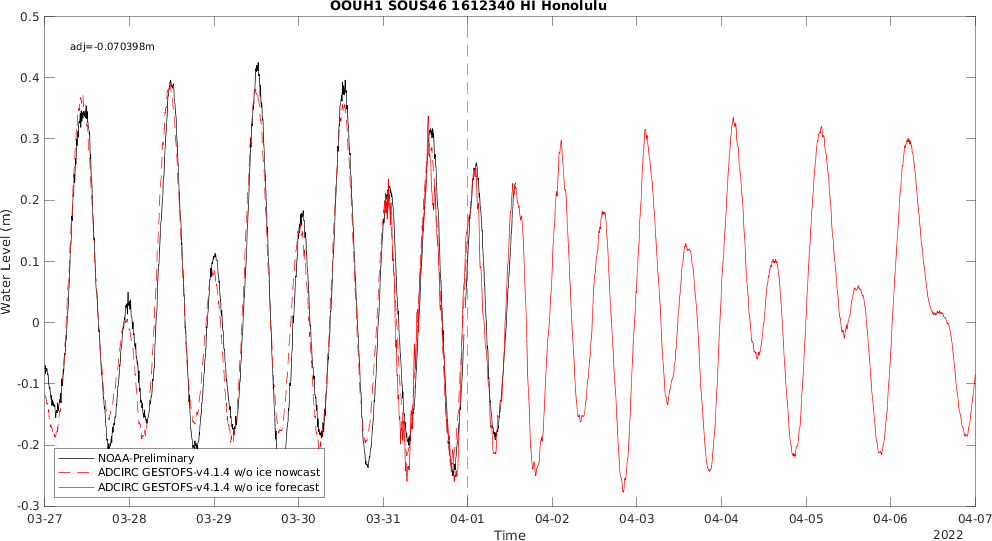 OOUH1 SOUS46 1612340 HI Honolulu
adj=-0.070398m
Water Level (m)
0.5
0.4
0.3
0.2
0.1
0
-0.1
-0.2
-0.3
NOAA-Preliminary
ADCIRC GESTOFS-v4.1.4 w/o ice nowcast
ADCIRC GESTOFS-v4.1.4 w/o ice forecast
03-27 03-28 03-29 03-30 03-31 04-01 04-02 04-03 04-04 04-05 04-06 04-07
Time
2022